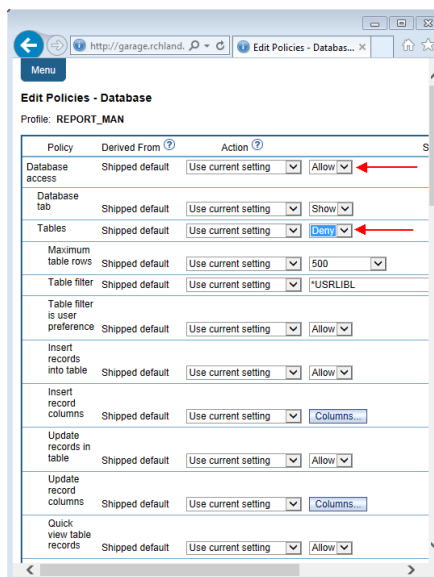 http://garage.rchland.
Edit Policies - Databas...
Menu
Edit Policies - Database
Profile: REPORT_MAN
Policy Derived From ? Action ? S
Database access Shipped default Use current setting Allow
Database tab Shipped default Use current setting Show
Tables Shipped default Use current setting Deny
Maximum table rows Shipped default Use current setting 500
Table filter Shipped default Use current setting *USRLIBL
Table filter is user preference Shipped default Use current setting Allow
Insert records into table Shipped default Use current setting Allow
Insert record columns Shipped default Use current setting Columns...
Update records in table Shipped default Use current setting Allow
Update record columns Shipped default Use current setting Columns...
Quick view table records Shipped default Use current setting Allow